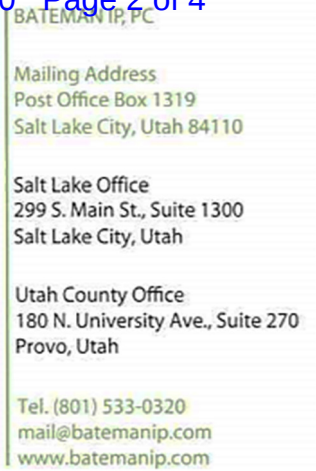 0 Page 2 of 4
BATEMAN IP, PC
Mailing Address
Post Office Box 1319
Salt Lake City, Utah 84110
Salt Lake Office
299 S. Main St., Suite 1300
Salt Lake City, Utah
Utah County Office
180 N. University Ave., Suite 270
Provo, Utah
Tel. (801) 533-0320
mail@batemanip.com
www.batemanip.com